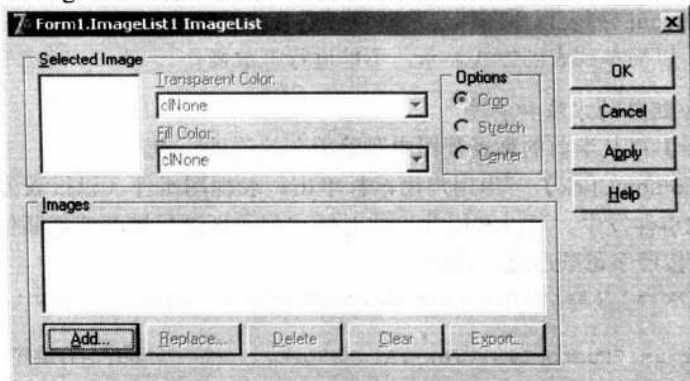 7 Form1.ImageList1 ImageList
Selected Image
Transparent Color:
clNone
Fill Color:
clNone
Options
Crop
Stretch
Center
OK
Cancel
Apply
Help
Images
Add...
Replace...
Delete
Clear
Export...